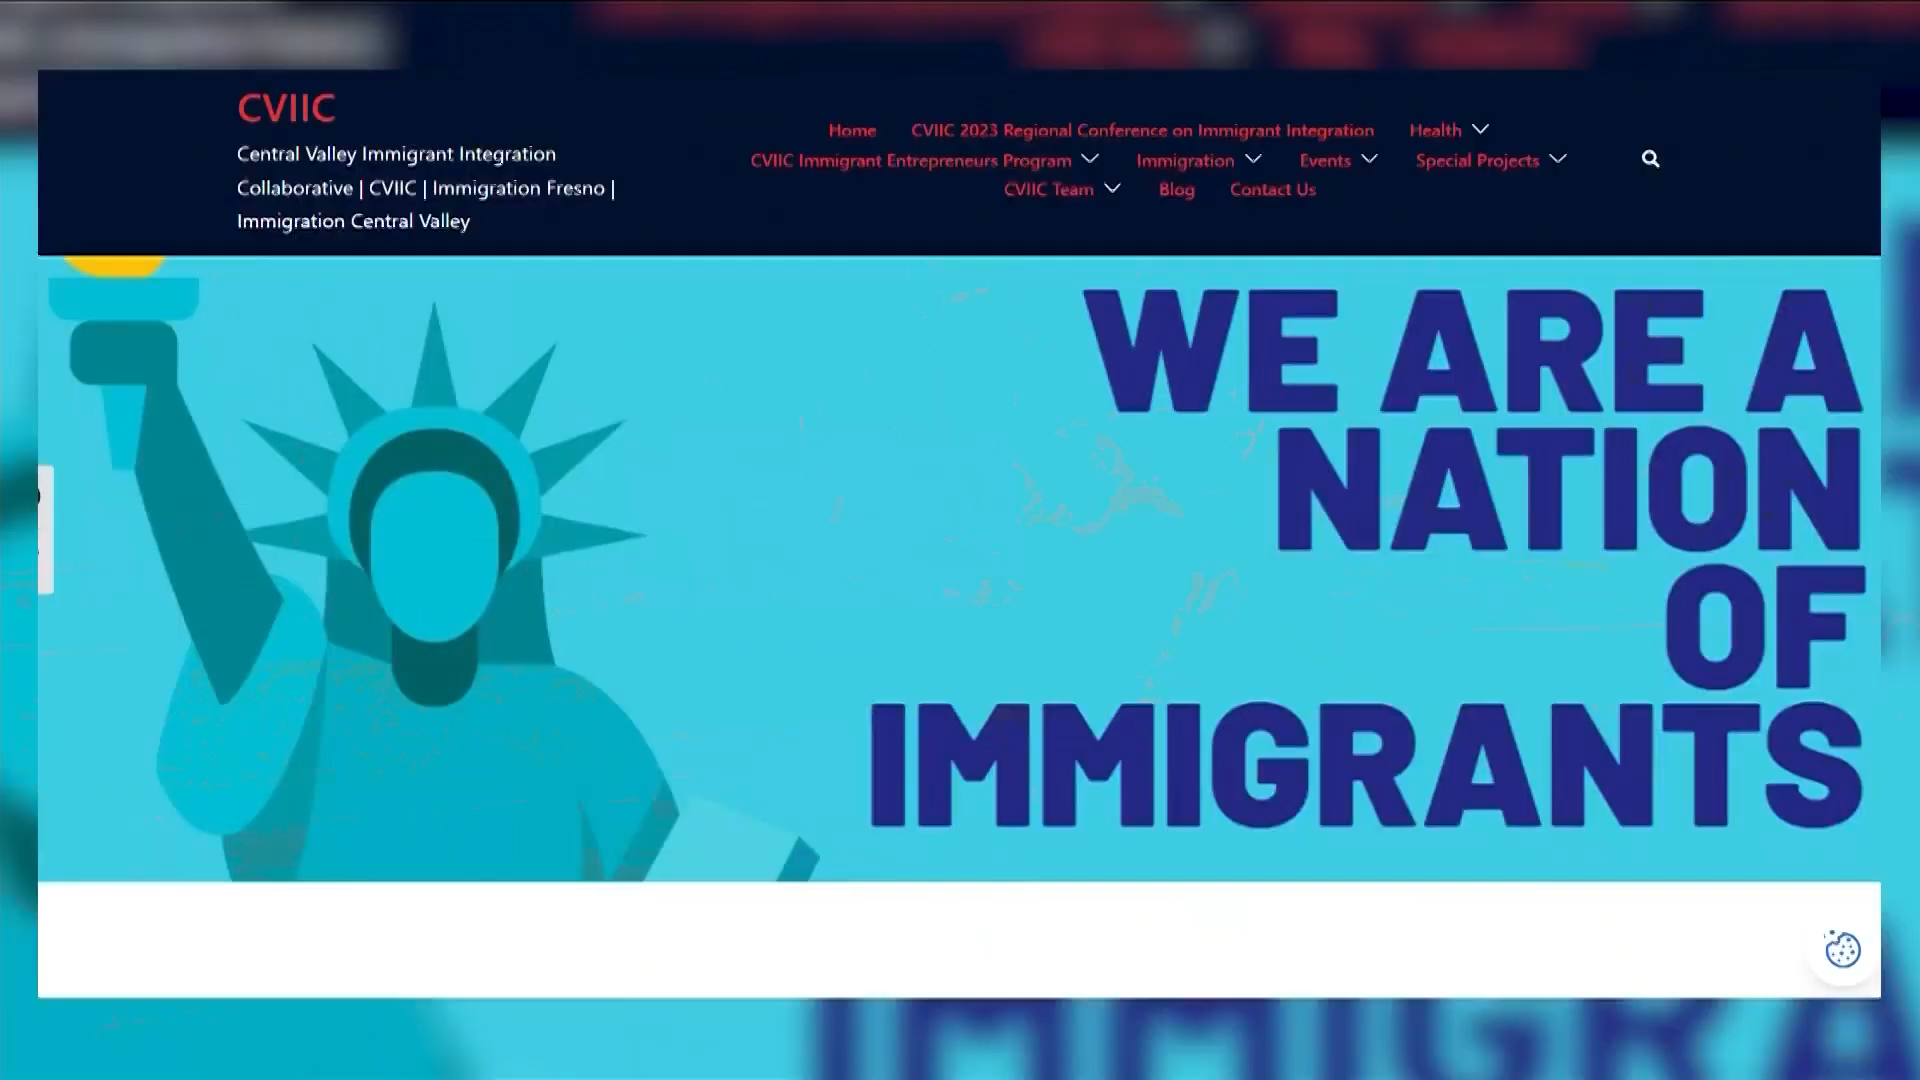 CVIIC
Central Valley Immigrant Integration
Collaborative | CVIIC | Immigration Fresno |
Immigration Central Valley
Home CVIIC 2023 Regional Conference on Immigrant Integration Health
CVIIC Immigrant Entrepreneurs Program Immigration Events Special Projects
CVIIC Team Blog Contact Us
WE ARE A
NATION
OF
IMMIGRANTS